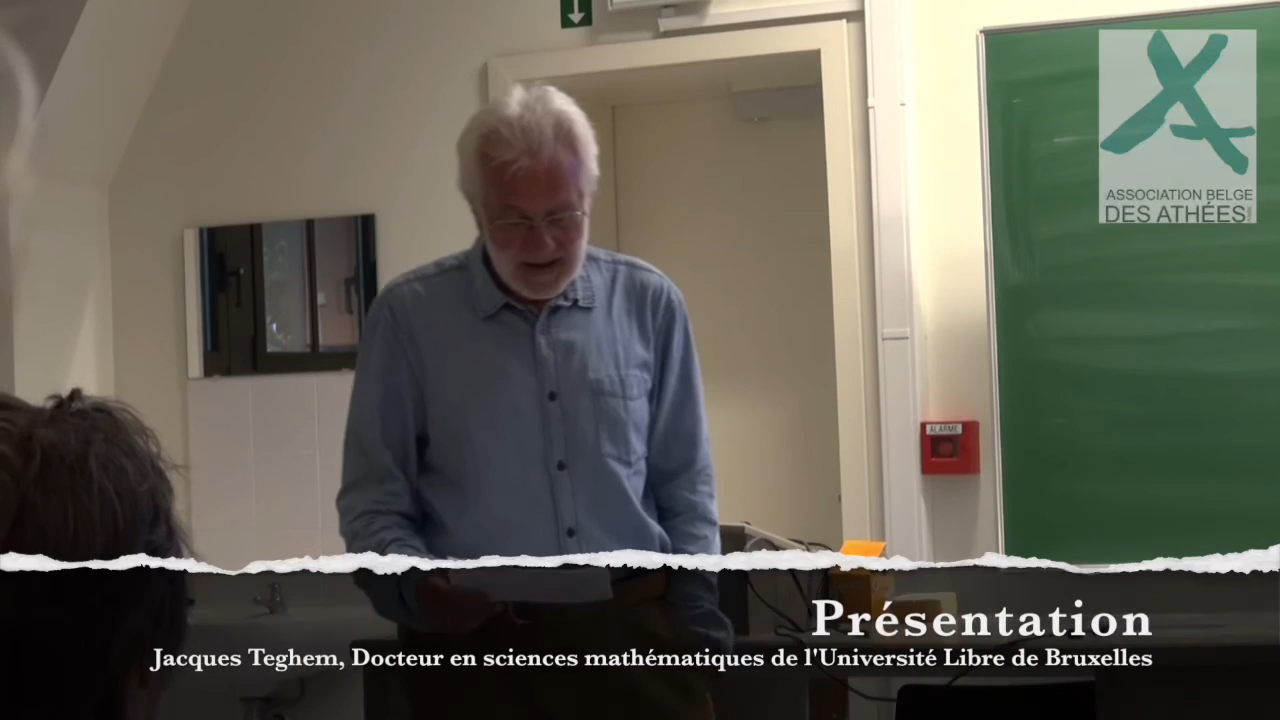 ASSOCIATION BELGE
DES ATHÉES
ALARME
Présentation
Jacques Teghem, Docteur en sciences mathématiques de l'Université Libre de Bruxelles